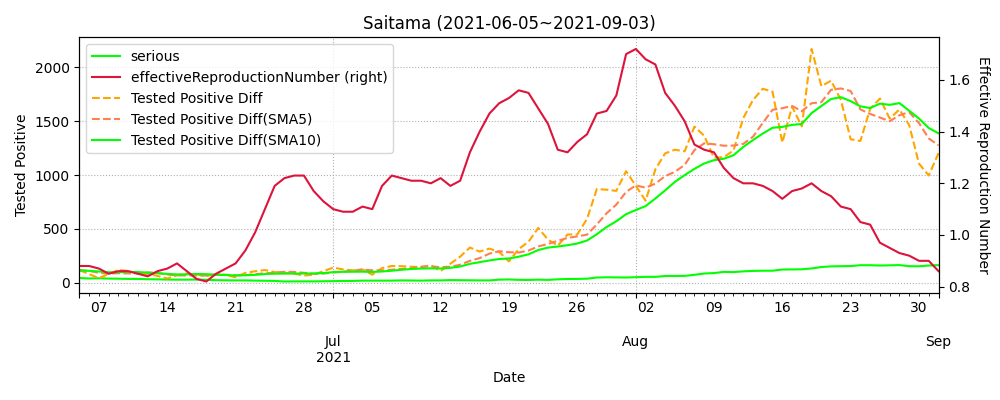 Saitama (2021-06-05~2021-09-03)
serious
effectiveReproductionNumber (right)
Tested Positive Diff
Tested Positive Diff(SMA5)
Tested Positive Diff(SMA10)
Tested Positive
2000
1500
1000
500
0
Effective Reproduction Number
1.6
1.4
1.2
1.0
0.8
07 14 21 28 05 12 19 26 02 09 16 23 30
Jul Aug Sep
2021
Date